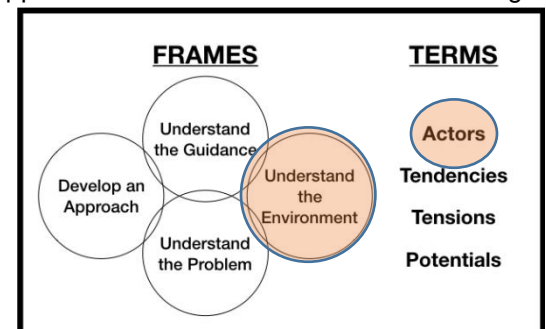 FRAMES
TERMS
Understand
the Guidance
Develop an
Approach
Understand
the
Environment
Understand
the Problem
Actors
Tendencies
Tensions
Potentials